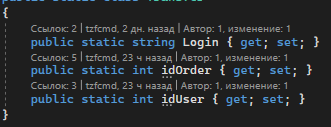 {
Ссылок: 2 | tzfcmd, 2 дн. назад | Автор: 1, изменение: 1
public static string Login { get; set; }
Ссылок: 5 | tzfcmd, 23 ч назад | Автор: 1, изменение: 1
public static int idOrder { get; set; }
Ссылок: 3 | tzfcmd, 23 ч назад | Автор: 1, изменение: 1
public static int idUser { get; set; }
}